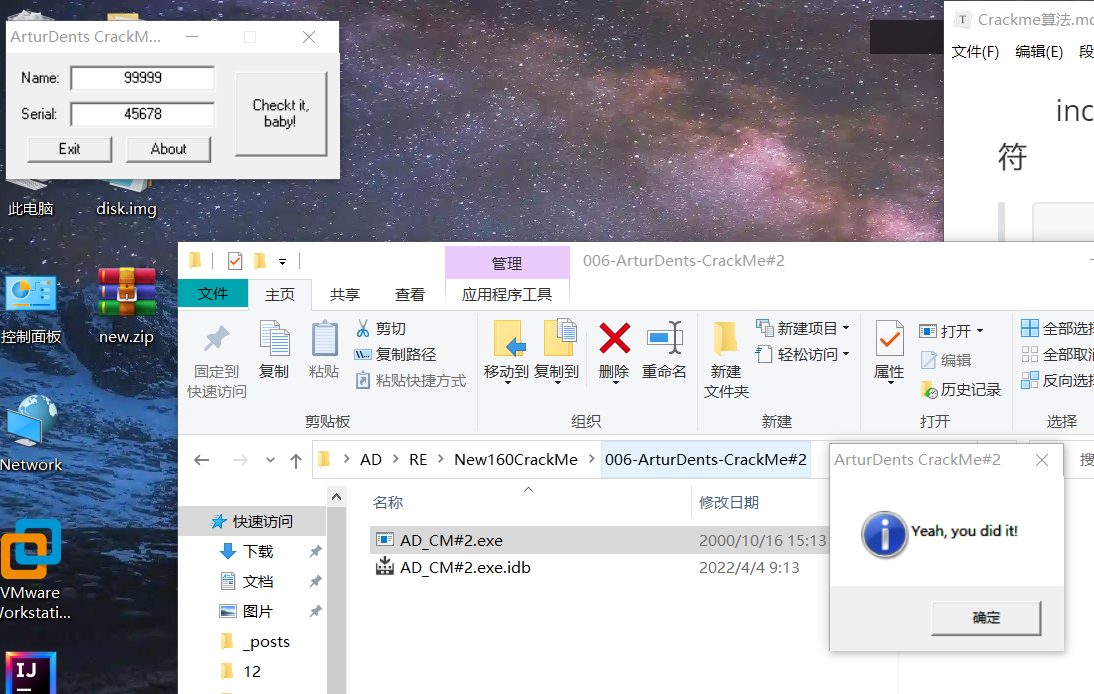 ArturDents CrackM...
Name:
99999
Serial:
45678
Checkt it,
baby!
Exit
About
T Crackme算法.mc
文件(F) 编辑(E) 段
inc
符
此电脑
disk.img
控制面板
new.zip
Network
VMware
Workstati...
IJ
管理
006-ArturDents-CrackMe#2
文件
主页
共享
查看
应用程序工具
固定到
快速访问
复制
粘贴
剪切
复制路径
粘贴快捷方式
剪贴板
移动到
复制到
删除
重命名
组织
新建
文件夹
新建项目
轻松访问
新建
属性
打开
编辑
历史记录
打开
全部选择
全部取消
反向选择
选择
AD
RE
New160CrackMe
006-ArturDents-CrackMe#2
搜
名称
修改日期
快速访问
下载
文档
图片
_posts
12
AD_CM#2.exe
2000/10/16 15:13
AD_CM#2.exe.idb
2022/4/4 9:13
ArturDents CrackMe#2
Yeah, you did it!
确定